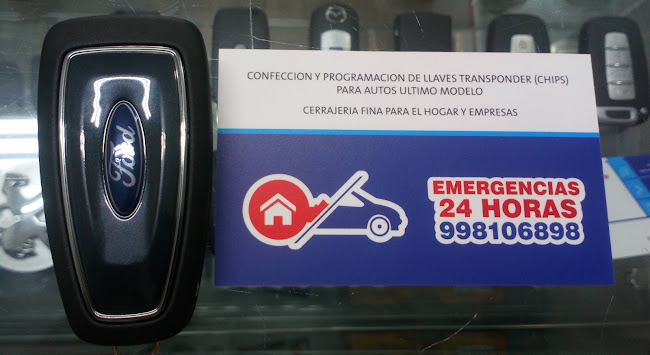 Ford
CONFECCION Y PROGRAMACION DE LLAVES TRANSPONDER (CHIPS)
PARA AUTOS ULTIMO MODELO
CERRAJERIA FINA PARA EL HOGAR Y EMPRESAS
EMERGENCIAS
24 HORAS
998106898